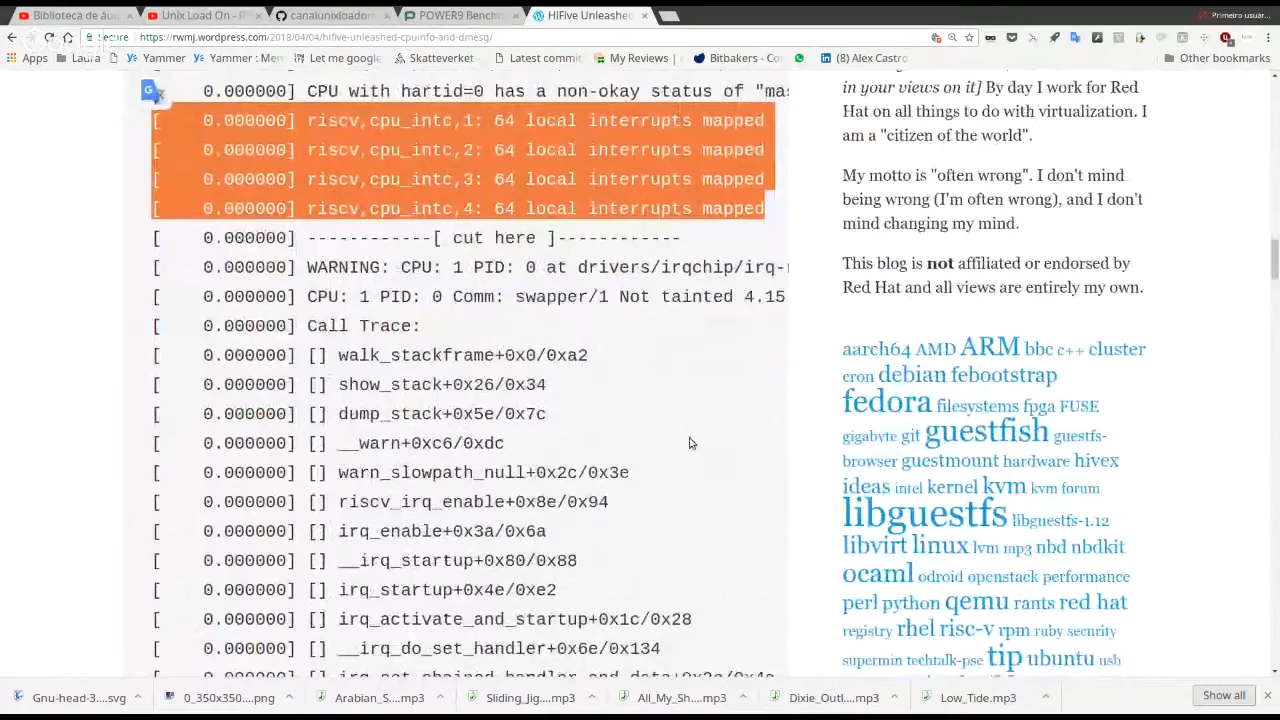 Biblioteca de áu
Unix Load On - R
canalunixloadon
POWER9 Benchm
HiFive Unleashed
Primeiro usuár...
Secure
https://rwmj.wordpress.com/2018/04/04/hifive-unleashed-cpuinfo-and-dmesg/
Apps
Laura
Yammer
Yammer : Men
Let me google
Skatteverket -
Latest commit
My Reviews |
Bitbakers - Co
(8) Alex Castro
Other bookmarks
[    0.000000] CPU with hartid=0 has a non-okay status of "mas
[    0.000000] riscv,cpu_intc,1: 64 local interrupts mapped
[    0.000000] riscv,cpu_intc,2: 64 local interrupts mapped
[    0.000000] riscv,cpu_intc,3: 64 local interrupts mapped
[    0.000000] riscv,cpu_intc,4: 64 local interrupts mapped
[    0.000000] ------------[ cut here ]------------
[    0.000000] WARNING: CPU: 1 PID: 0 at drivers/irqchip/irq-
[    0.000000] CPU: 1 PID: 0 Comm: swapper/1 Not tainted 4.15
[    0.000000] Call Trace:
[    0.000000] [] walk_stackframe+0x0/0xa2
[    0.000000] [] show_stack+0x26/0x34
[    0.000000] [] dump_stack+0x5e/0x7c
[    0.000000] [] __warn+0xc6/0xdc
[    0.000000] [] warn_slowpath_null+0x2c/0x3e
[    0.000000] [] riscv_irq_enable+0x8e/0x94
[    0.000000] [] irq_enable+0x3a/0x6a
[    0.000000] [] __irq_startup+0x80/0x88
[    0.000000] [] irq_startup+0x4e/0xe2
[    0.000000] [] irq_activate_and_startup+0x1c/0x28
[    0.000000] [] __irq_do_set_handler+0x6e/0x134
in your views on it] By day I work for Red
Hat on all things to do with virtualization. I
am a "citizen of the world".
My motto is "often wrong". I don't mind
being wrong (I'm often wrong), and I don't
mind changing my mind.
This blog is not affiliated or endorsed by
Red Hat and all views are entirely my own.
aarch64 AMD ARM bbc c++ cluster
cron debian febootstrap
fedora filesystems fpga FUSE
gigabyte git guestfish guestfs-
browser guestmount hardware hivex
ideas intel kernel kvm kvm forum
libguestfs libguestfs-1.12
libvirt linux lvm mp3 nbd nbdkit
ocaml odroid openstack performance
perl python qemu rants red hat
registry rhel risc-v rpm ruby security
supermin techtalk-pse tip ubuntu usb
Gnu-head-3....svg
0_350x350....png
Arabian_S....mp3
Sliding_Jig....mp3
All_My_Sh....mp3
Dixie_Outl....mp3
Low_Tide.mp3
Show all